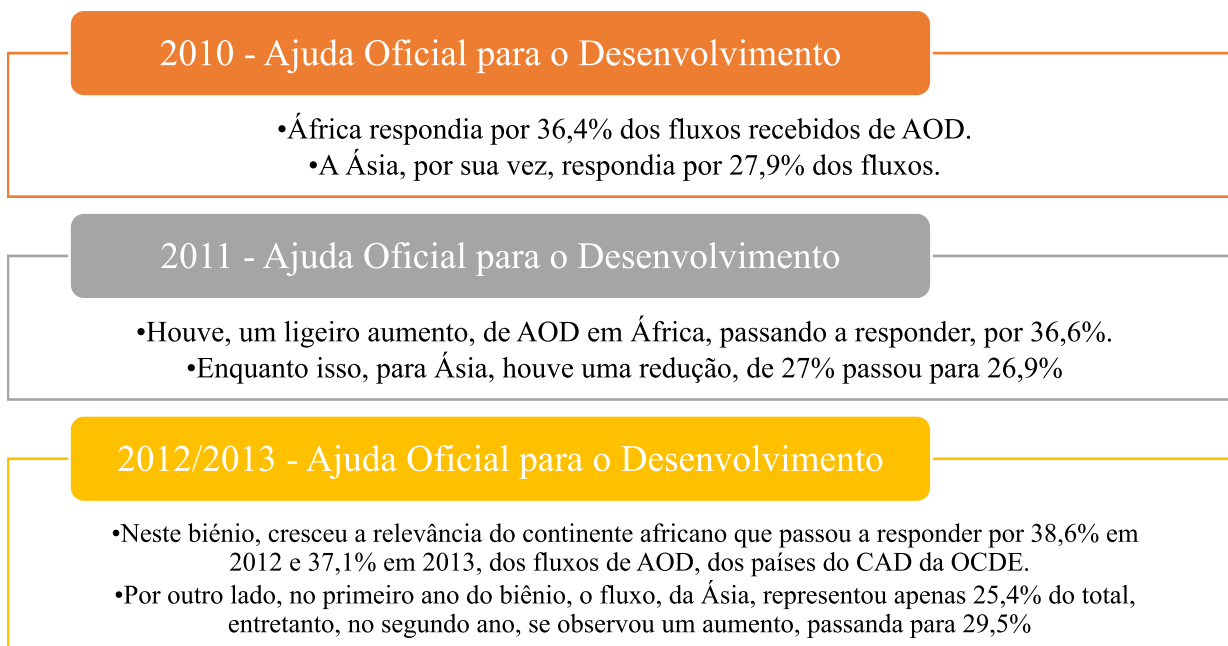 2010 - Ajuda Oficial para o Desenvolvimento
•África respondia por 36,4% dos fluxos recebidos de AOD.
•A Ásia, por sua vez, respondia por 27,9% dos fluxos.
2011 - Ajuda Oficial para o Desenvolvimento
•Houve, um ligeiro aumento, de AOD em África, passando a responder, por 36,6%.
•Enquanto isso, para Ásia, houve uma redução, de 27% passou para 26,9%
2012/2013 - Ajuda Oficial para o Desenvolvimento
•Neste biénio, cresceu a relevância do continente africano que passou a responder por 38,6% em
2012 e 37,1% em 2013, dos fluxos de AOD, dos países do CAD da OCDE.
•Por outro lado, no primeiro ano do biênio, o fluxo, da Ásia, representou apenas 25,4% do total,
entretanto, no segundo ano, se observou um aumento, passanda para 29,5%